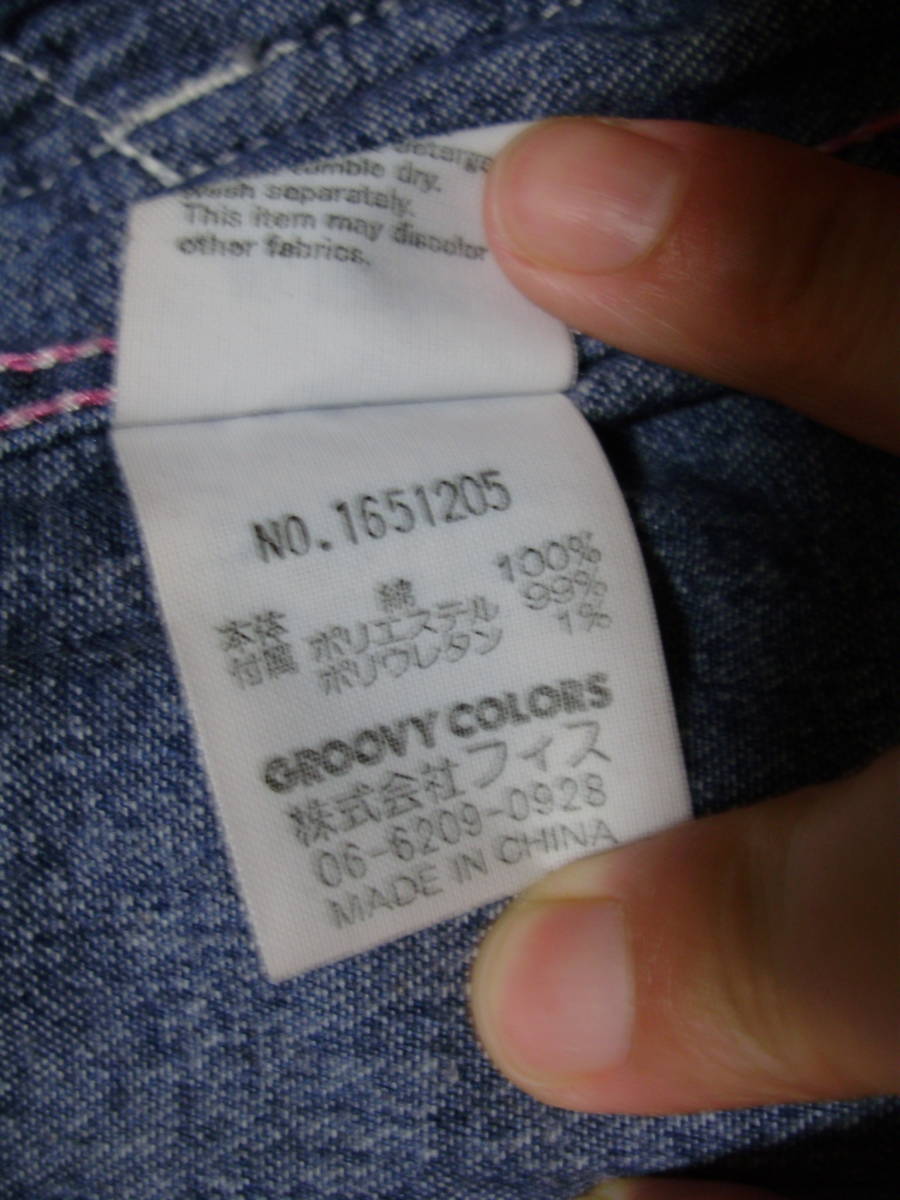 deterge
tumble dry.
wash separately.
This item may discolor
other fabrics.
NO.1651205
本体 綿 100%
付属 ポリエステル 99%
ポリウレタン 1%
GROOVY COLORS
株式会社フィス
06-6209-0928
MADE IN CHINA